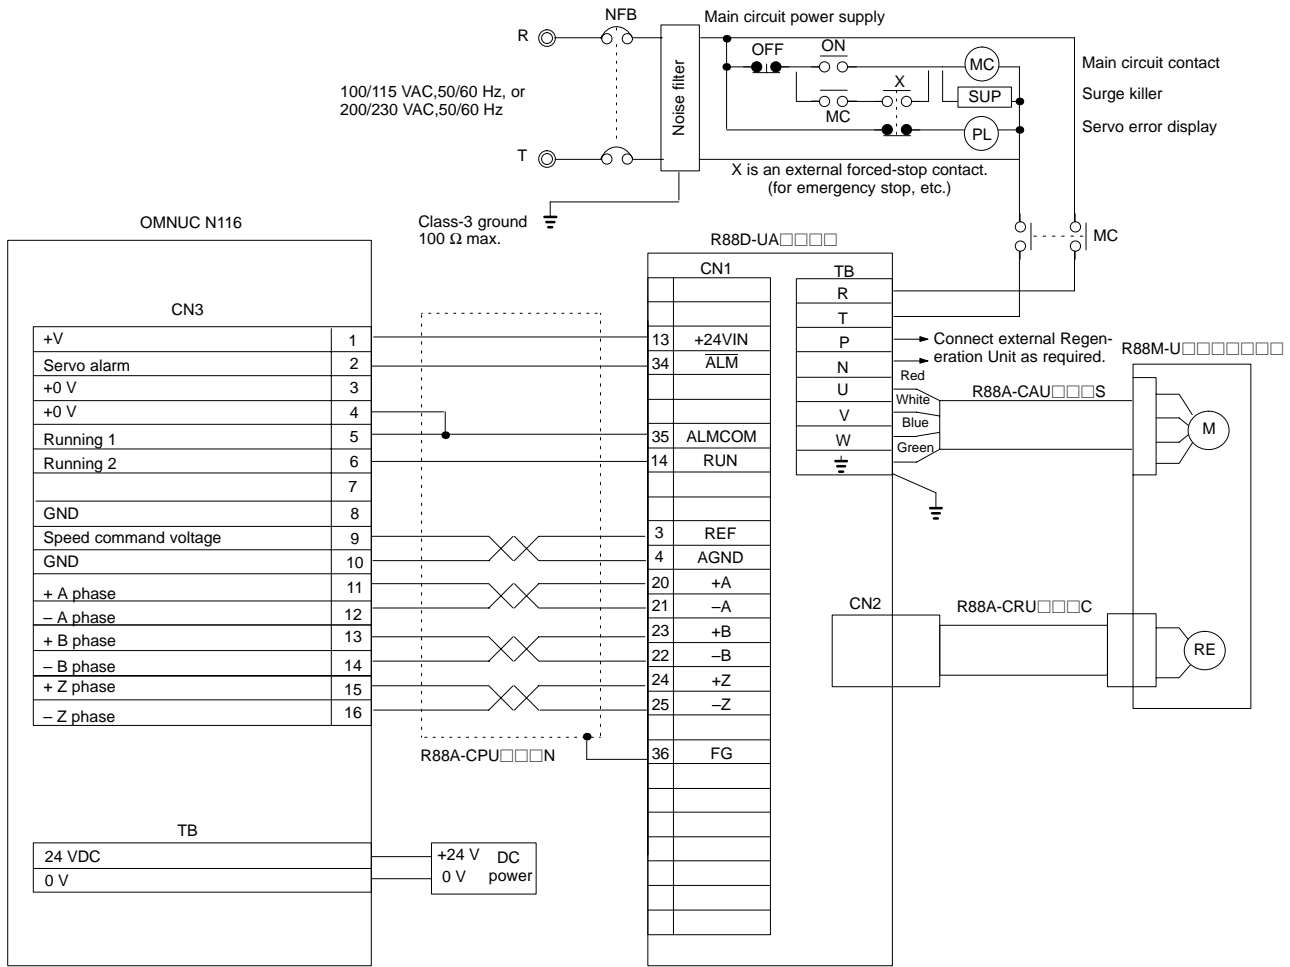 NFB
Main circuit power supply
R
OFF
ON
MC
Main circuit contact
100/115 VAC,50/60 Hz, or
200/230 VAC,50/60 Hz
Noise filter
X
SUP
Surge killer
MC
PL
Servo error display
T
X is an external forced-stop contact.
(for emergency stop, etc.)
Class-3 ground
100 Ω max.
MC
OMNUC N116
R88D-UA□□□□
CN3
+V 1
Servo alarm 2
+0 V 3
+0 V 4
Running 1 5
Running 2 6
7
GND 8
Speed command voltage 9
GND 10
+ A phase 11
– A phase 12
+ B phase 13
– B phase 14
+ Z phase 15
– Z phase 16
R88A-CPU□□□N
CN1
13 +24VIN
34 A̅L̅M̅
35 ALMCOM
14 RUN
3 REF
4 AGND
20 +A
21 –A
23 +B
22 –B
24 +Z
25 –Z
36 FG
TB
R
T
P
N
U
V
W
Connect external Regen-
eration Unit as required.
Red
White
Blue
Green
R88A-CAU□□□S
R88M-U□□□□□□□
M
CN2
R88A-CRU□□□C
RE
TB
24 VDC
0 V
+24 V
0 V
DC
power